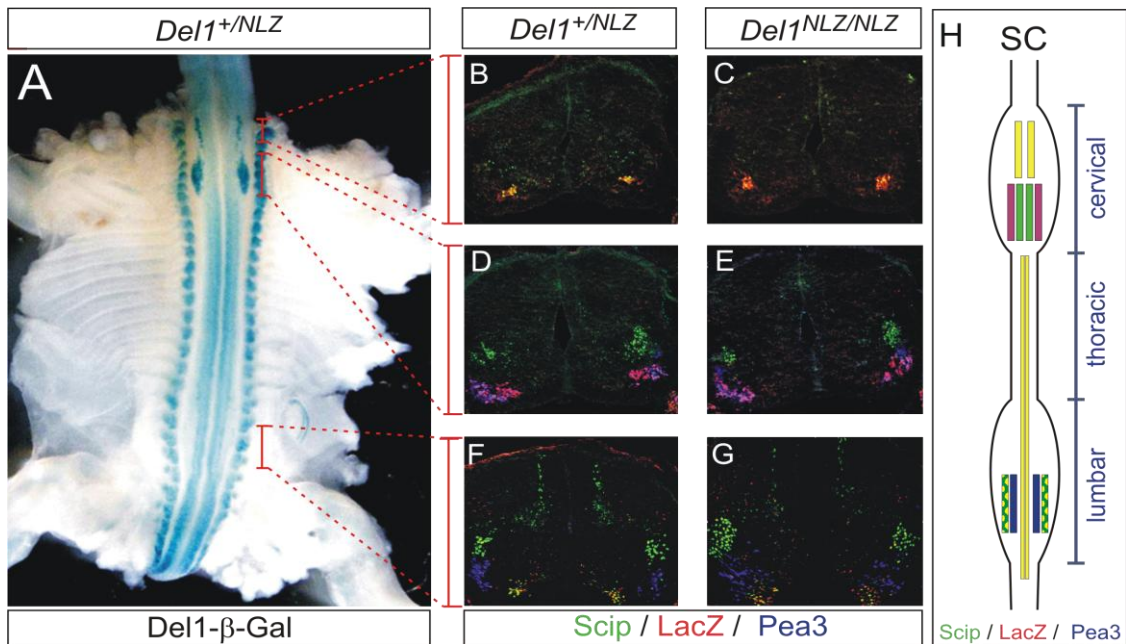 Del1+/NLZ
Del1+/NLZ
Del1NLZ/NLZ
A
B
C
D
E
F
G
H
SC
cervical
thoracic
lumbar
Del1-β-Gal
Scip / LacZ / Pea3
Scip / LacZ / Pea3